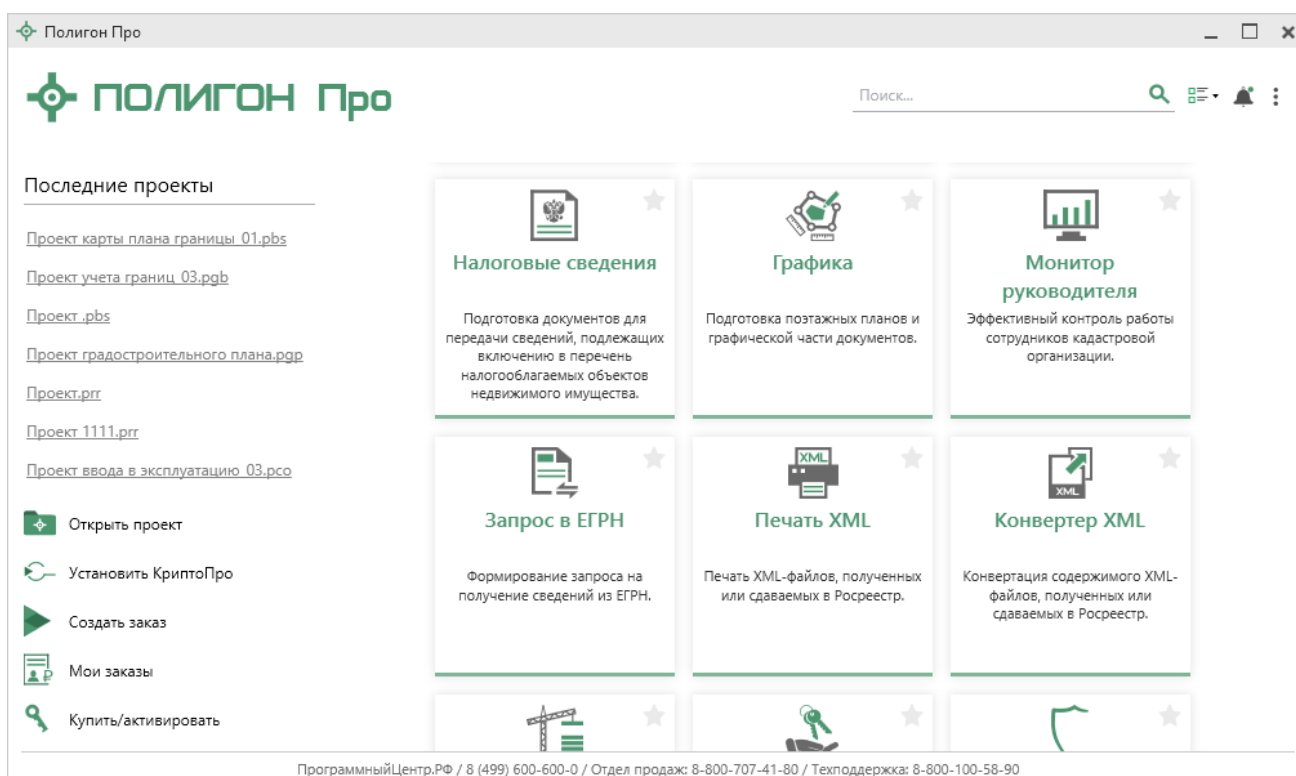 Полигон Про
ПОЛИГОН Про
Поиск...
Последние проекты
Проект карты плана границы_01.pbs
Проект учета границ_03.pgb
Проект .pbs
Проект градостроительного плана.pgp
Проект.prr
Проект 1111.prr
Проект ввода в эксплуатацию_03.pco
Открыть проект
Установить КриптоПро
Создать заказ
Мои заказы
Купить/активировать
Налоговые сведения
Подготовка документов для
передачи сведений, подлежащих
включению в перечень
налогооблагаемых объектов
недвижимого имущества.
Графика
Подготовка поэтажных планов и
графической части документов.
Монитор
руководителя
Эффективный контроль работы
сотрудников кадастровой
организации.
Запрос в ЕГРН
Формирование запроса на
получение сведений из ЕГРН.
XML
Печать XML
Печать XML-файлов, полученных
или сдаваемых в Росреестр.
XML
Конвертер XML
Конвертация содержимого XML-
файлов, полученных или
сдаваемых в Росреестр.
ПрограммныйЦентр.РФ / 8 (499) 600-600-0 / Отдел продаж: 8-800-707-41-80 / Техподдержка: 8-800-100-58-90